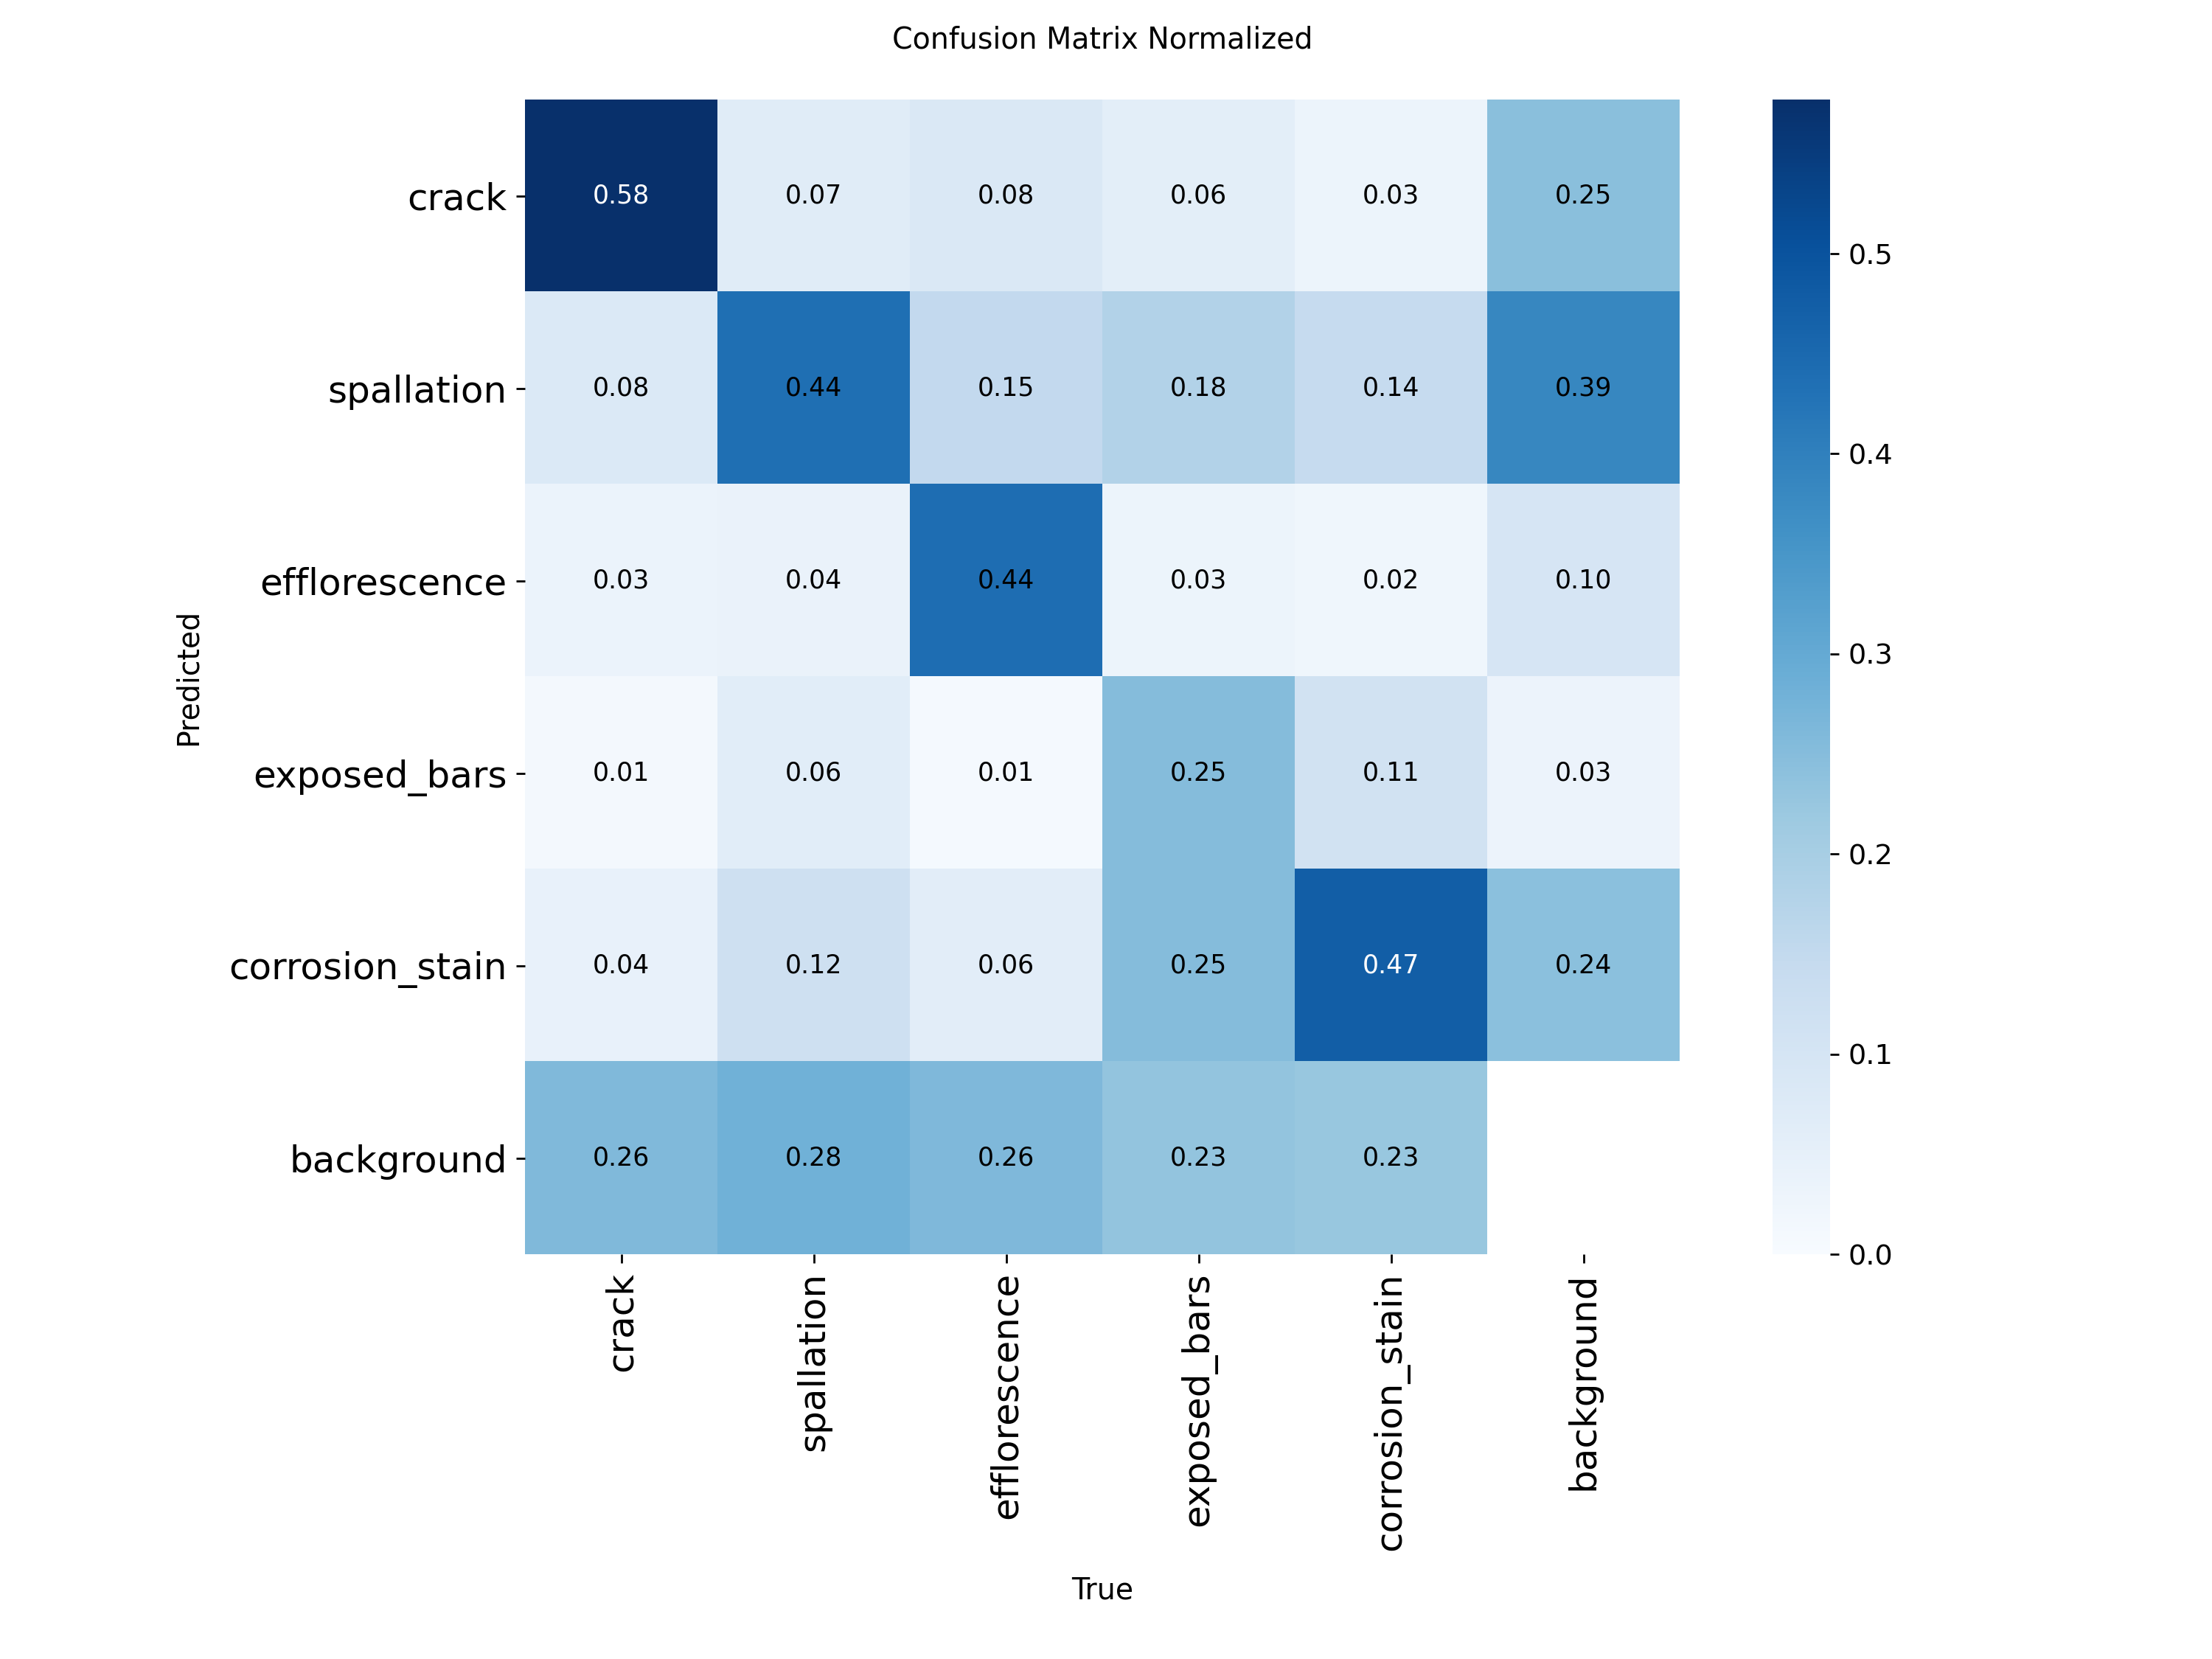 Confusion Matrix Normalized
crack 0.58 0.07 0.08 0.06 0.03 0.25
spallation 0.08 0.44 0.15 0.18 0.14 0.39
efflorescence 0.03 0.04 0.44 0.03 0.02 0.10
exposed_bars 0.01 0.06 0.01 0.25 0.11 0.03
corrosion_stain 0.04 0.12 0.06 0.25 0.47 0.24
background 0.26 0.28 0.26 0.23 0.23
Predicted
crack
spallation
efflorescence
exposed_bars
corrosion_stain
background
True
0.5
0.4
0.3
0.2
0.1
0.0